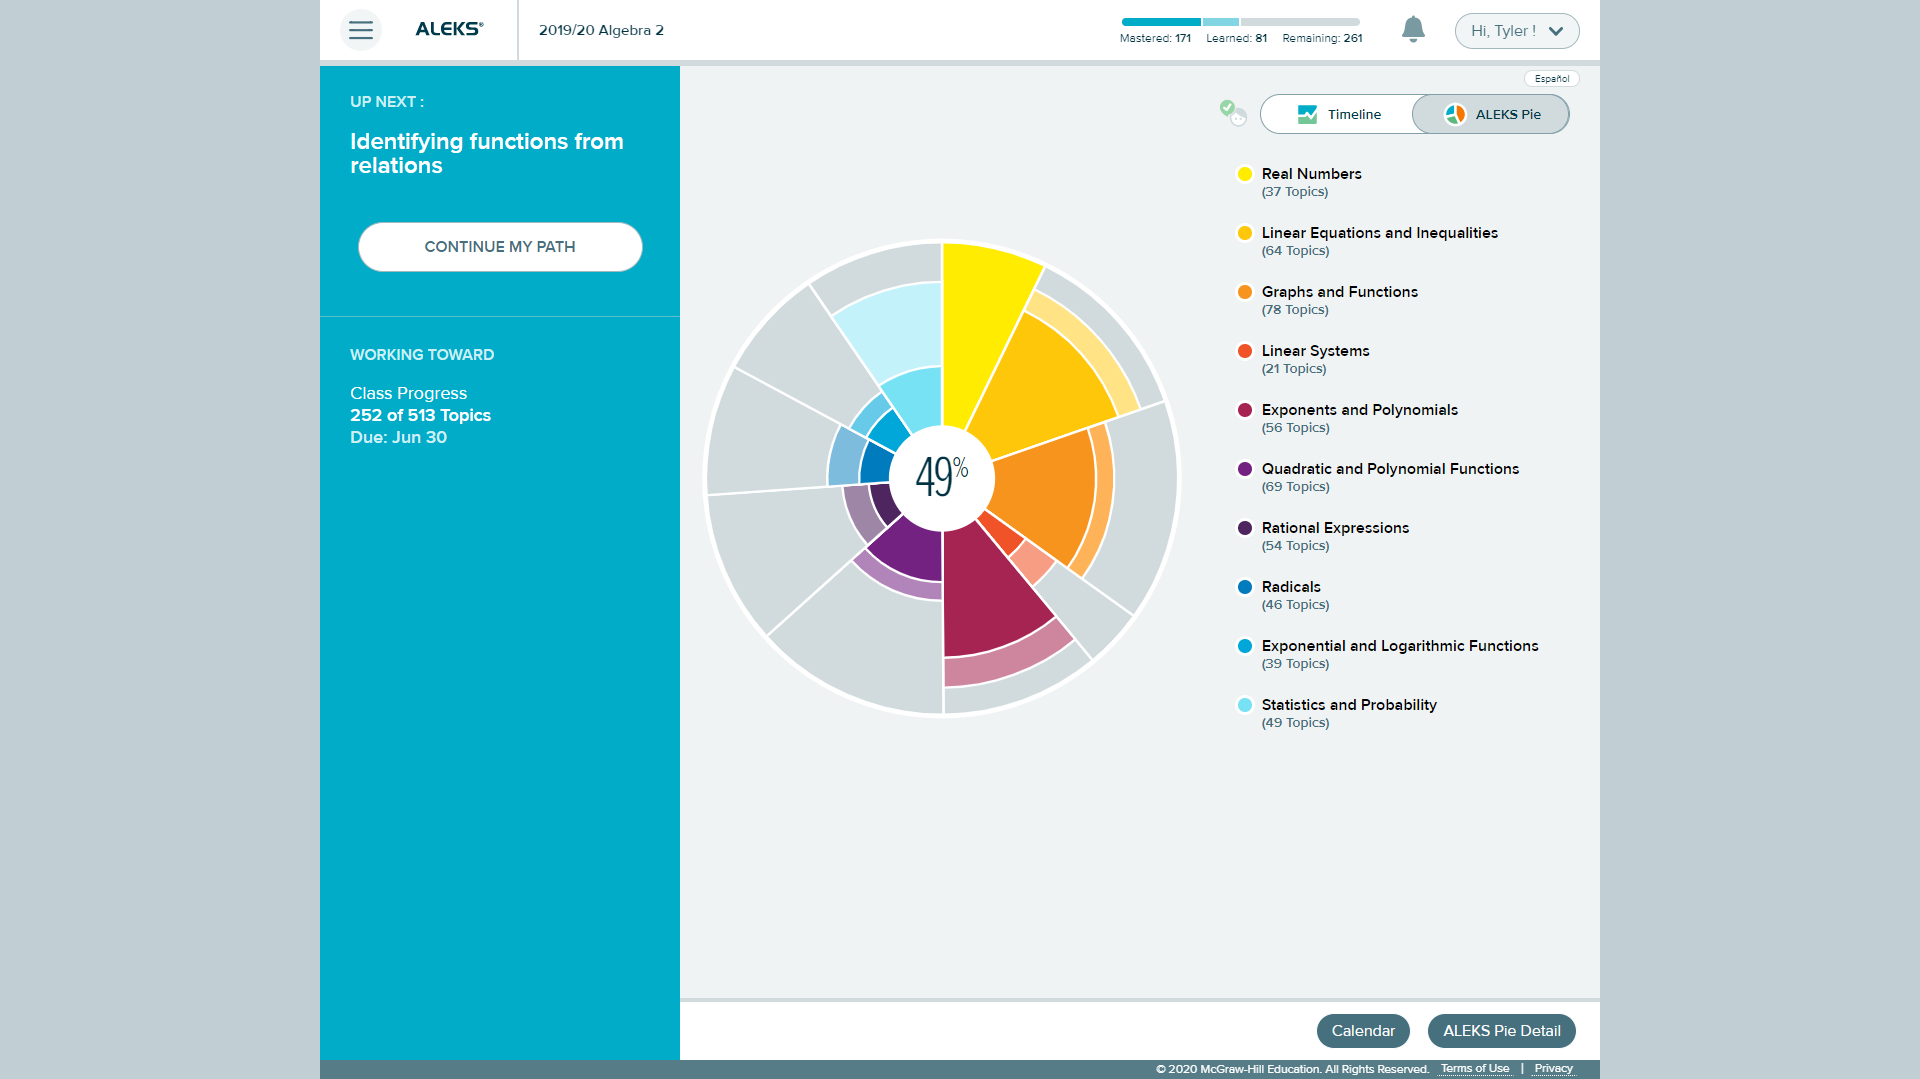 ALEKS®
2019/20 Algebra 2
Mastered: 171 Learned: 81 Remaining: 261
Hi, Tyler !
Español
UP NEXT :
Identifying functions from
relations
CONTINUE MY PATH
WORKING TOWARD
Class Progress
252 of 513 Topics
Due: Jun 30
Timeline
ALEKS Pie
49%
Real Numbers
(37 Topics)
Linear Equations and Inequalities
(64 Topics)
Graphs and Functions
(78 Topics)
Linear Systems
(21 Topics)
Exponents and Polynomials
(56 Topics)
Quadratic and Polynomial Functions
(69 Topics)
Rational Expressions
(54 Topics)
Radicals
(46 Topics)
Exponential and Logarithmic Functions
(39 Topics)
Statistics and Probability
(49 Topics)
Calendar
ALEKS Pie Detail
© 2020 McGraw-Hill Education. All Rights Reserved. Terms of Use | Privacy